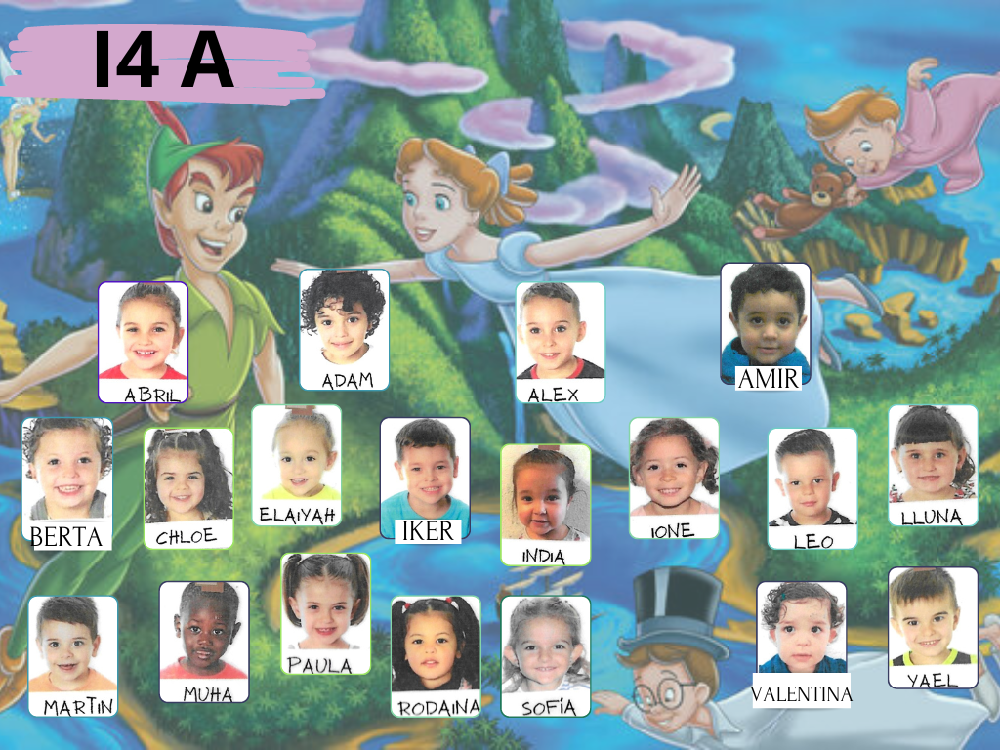 I4 A
ABRIL
ADAM
ALEX
AMIR
BERTA
CHLOE
ELAIYAH
IKER
INDIA
IONE
LEO
LLUNA
MARTIN
MUHA
PAULA
RODAINA
SOFÍA
VALENTINA
YAEL